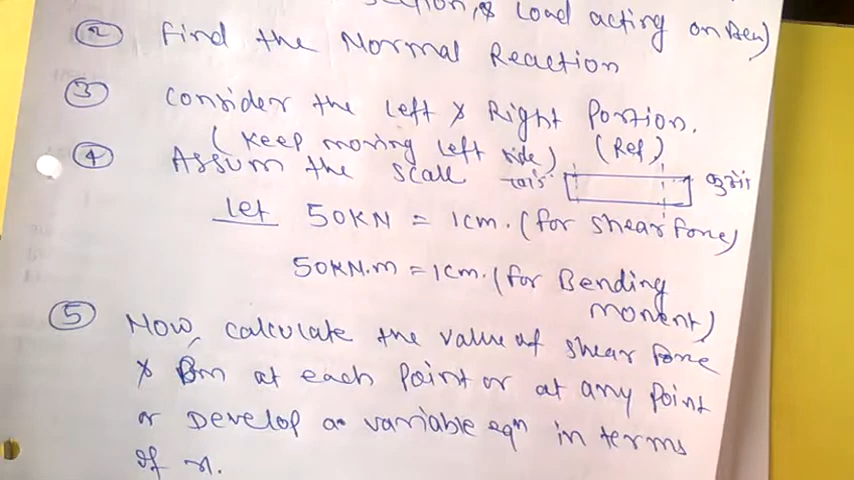 Section, & Load acting on
② Find the Normal Reaction
③ Consider the Left & Right Portion.
(Keep moving left side) (Ref)
④ Assum the scale
Let 50KN = 1cm. (for shear force)
50KN.m = 1cm. (for Bending
moment)
⑤ Now, calculate the value of shear force
& Bm at each Point or at any point
or Develop a variable eqn in terms
of x.